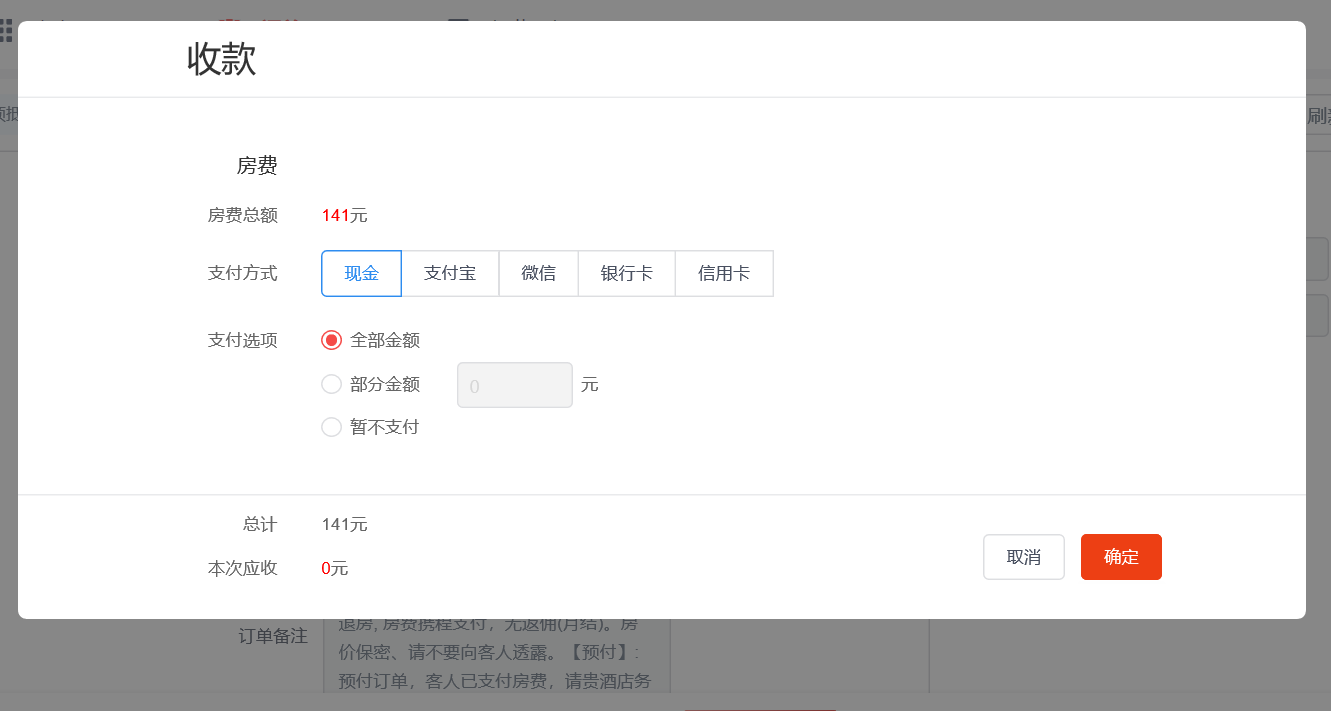 收款
房费
房费总额 141元
支付方式 现金 支付宝 微信 银行卡 信用卡
支付选项 全部金额
部分金额 0 元
暂不支付
总计 141元
本次应收 0元
取消 确定
退房, 房费携程支付，无返佣(月结)。房
订单备注
价保密、请不要向客人透露。【预付】:
预付订单，客人已支付房费，请贵酒店务